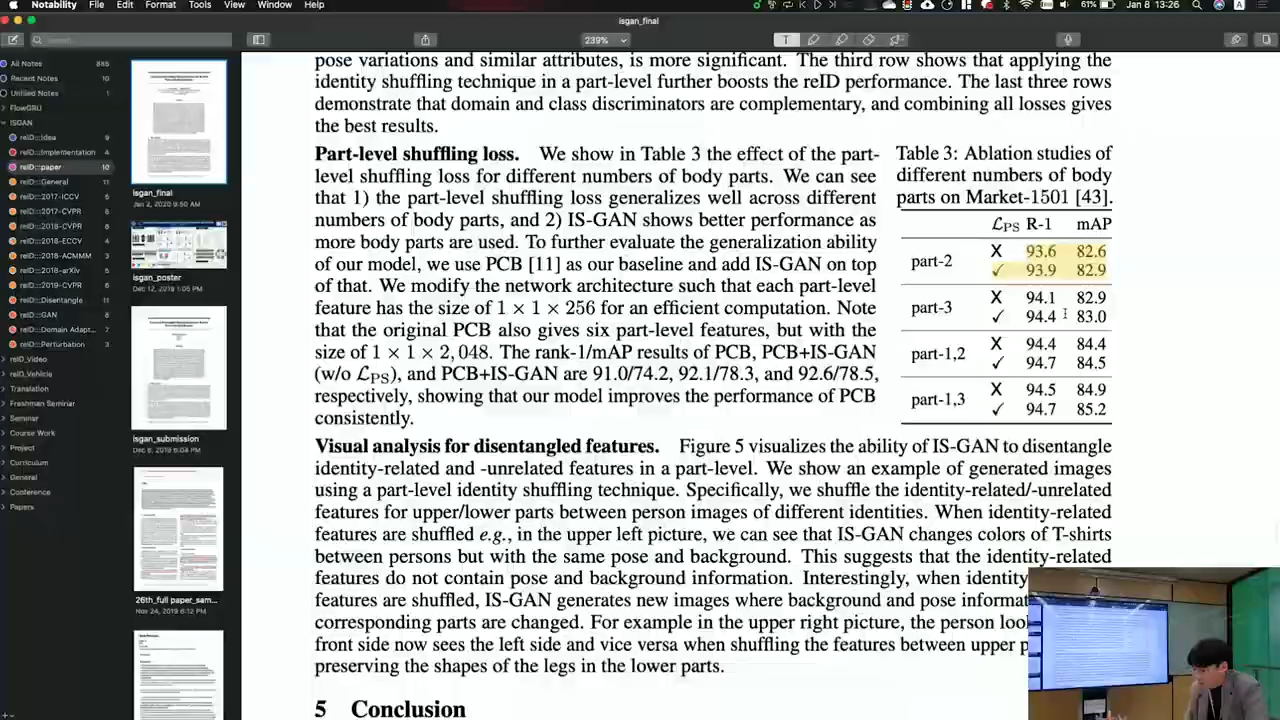 Notability File Edit Format Tools View Window Help
6% Jan 8 13:26
isgan_final
Search
239%
All Notes 885
Recent Notes 10
Unfiled Notes 1
FlowGRU
ISGAN
reID:::Idea 9
reID:::Implementation 4
reID:::paper 10
reID:::General 11
reID:::2017-ICCV 6
reID:::2017-CVPR 8
reID:::2018-CVPR
reID:::2018-ECCV 4
reID:::2018-ACMMM 3
reID:::2018-arXiv 5
reID:::2019-CVPR 6
reID:::Disentangle 11
reID:::GAN 8
reID:::Domain Adapt... 7
reID:::Perturbation 3
reID_Video
reID_Vehicle
Translation
Freshman Seminar
Seminar
Course Work
Project
Curriculum
General
Conference
Papers
isgan_final
Jan 2, 2020 9:50 AM
isgan_poster
Dec 12, 2019 1:05 PM
isgan_submission
26th_full paper_sam...
Nov 24, 2019 6:12 PM
pose variations and similar attributes, is more significant. The third row shows that applying the
identity shuffling technique in a part-level further boosts the reID performance. The last three rows
demonstrate that domain and class discriminators are complementary, and combining all losses gives
the best results.
Part-level shuffling loss. We show in Table 3 the effect of the part-
level shuffling loss for different numbers of body parts. We can see
that 1) the part-level shuffling loss generalizes well across different
numbers of body parts, and 2) IS-GAN shows better performance as
more body parts are used. To further evaluate the generalization ability
of our model, we use PCB [11] as our baseline and add IS-GAN on top
of that. We modify the network architecture such that each part-level
feature has the size of 1 × 1 × 256 for an efficient computation. Note
that the original PCB also gives six part-level features, but with the
size of 1 × 1 × 2, 048. The rank-1/mAP results of PCB, PCB+IS-GAN
(w/o L_PS), and PCB+IS-GAN are 91.0/74.2, 92.1/78.3, and 92.6/78.5,
respectively, showing that our model improves the performance of PCB
consistently.
Table 3: Ablation studies of
different numbers of body
parts on Market-1501 [43].
L_PS R-1 mAP
part-2
X 93.6 82.6
✓ 93.9 82.9
part-3
X 94.1 82.9
✓ 94.4 83.0
part-1,2
X 94.4 84.4
✓ 94.7 84.5
part-1,3
X 94.5 84.9
✓ 94.7 85.2
Visual analysis for disentangled features. Figure 5 visualizes the ability of IS-GAN to disentangle
identity-related and -unrelated features in a part-level. We show an example of generated images
using a part-level identity shuffling technique. Specifically, we shuffle the identity-related/-unrelated
features for upper/lower parts between person images of different identities. When identity-related
features are shuffled e.g., in the upper left picture, we can see that IS-GAN changes colors of T-shirts
between persons but with the same pose and background. This suggests that the identity-related
features do not contain pose and background information. Interestingly, when identity
features are shuffled, IS-GAN generates new images where background and pose informat
corresponding parts are changed. For example in the upper right picture, the person loo
front side now sees the left side and vice versa when shuffling the features between upper p
preserving the shapes of the legs in the lower parts.
5 Conclusion